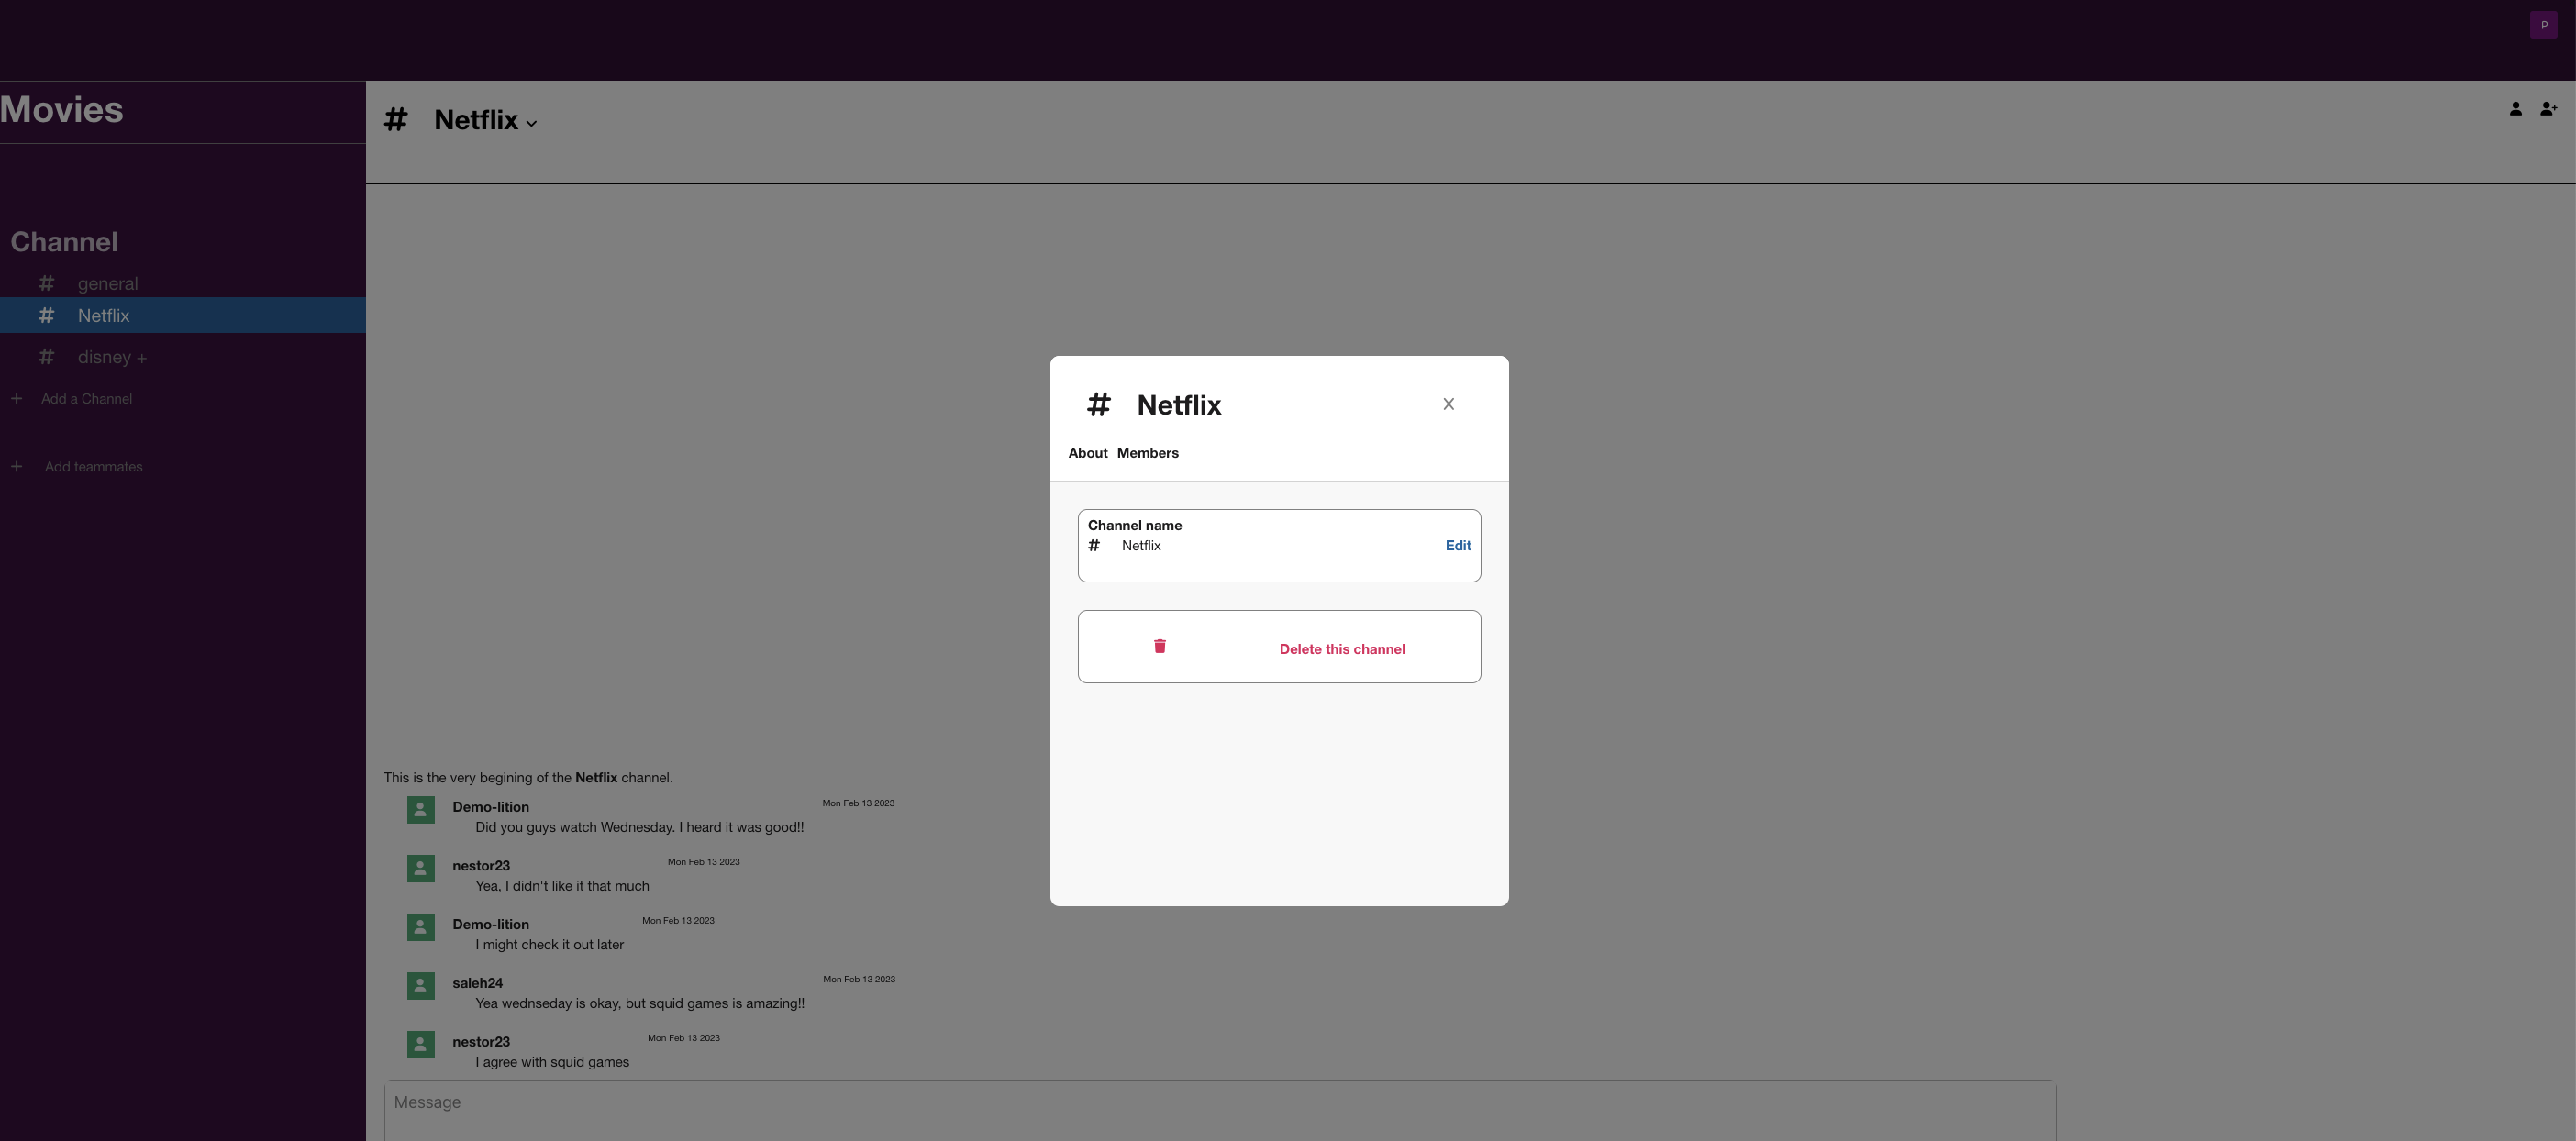 P
Movies
# Netflix
Channel
# general
# Netflix
# disney +
+ Add a Channel
+ Add teammates
# Netflix X
About Members
Channel name
# Netflix Edit
Delete this channel
This is the very begining of the Netflix channel.
Demo-lition Mon Feb 13 2023
Did you guys watch Wednesday. I heard it was good!!
nestor23 Mon Feb 13 2023
Yea, I didn't like it that much
Demo-lition Mon Feb 13 2023
I might check it out later
saleh24 Mon Feb 13 2023
Yea wednseday is okay, but squid games is amazing!!
nestor23 Mon Feb 13 2023
I agree with squid games
Message